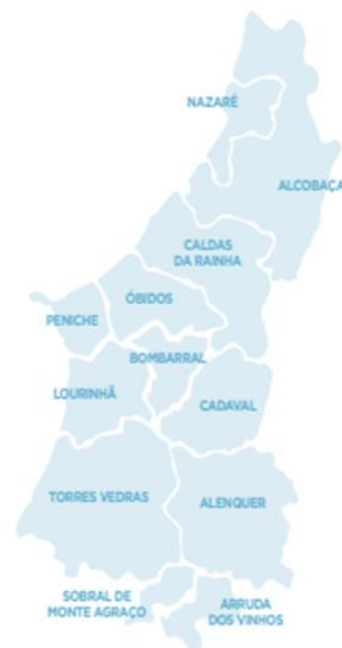 NAZARÉ
ALCOBAÇA
CALDAS
DA RAINHA
ÓBIDOS
PENICHE
BOMBARRAL
LOURINHÃ
CADAVAL
TORRES VEDRAS
ALENQUER
SOBRAL DE
MONTE AGRAÇO
ARRUDA
DOS VINHOS